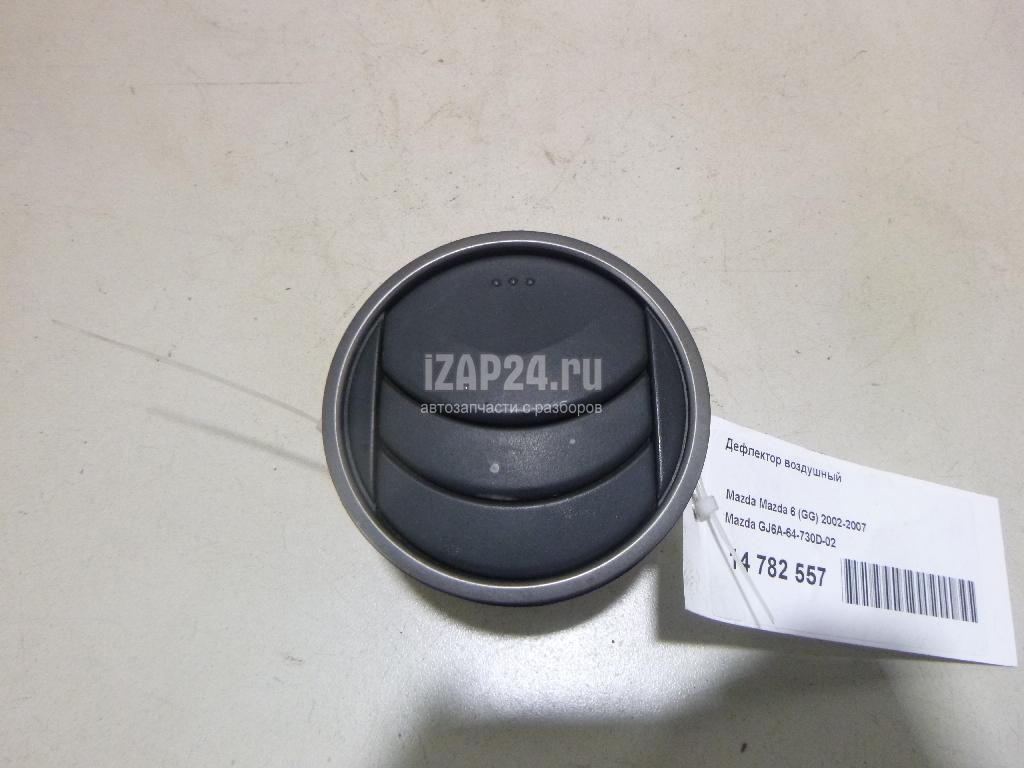 iZAP24.ru
автозапчасти с разборов
Дефлектор воздушный
Mazda Mazda 6 (GG) 2002-2007
Mazda GJ6A-64-730D-02
14 782 557